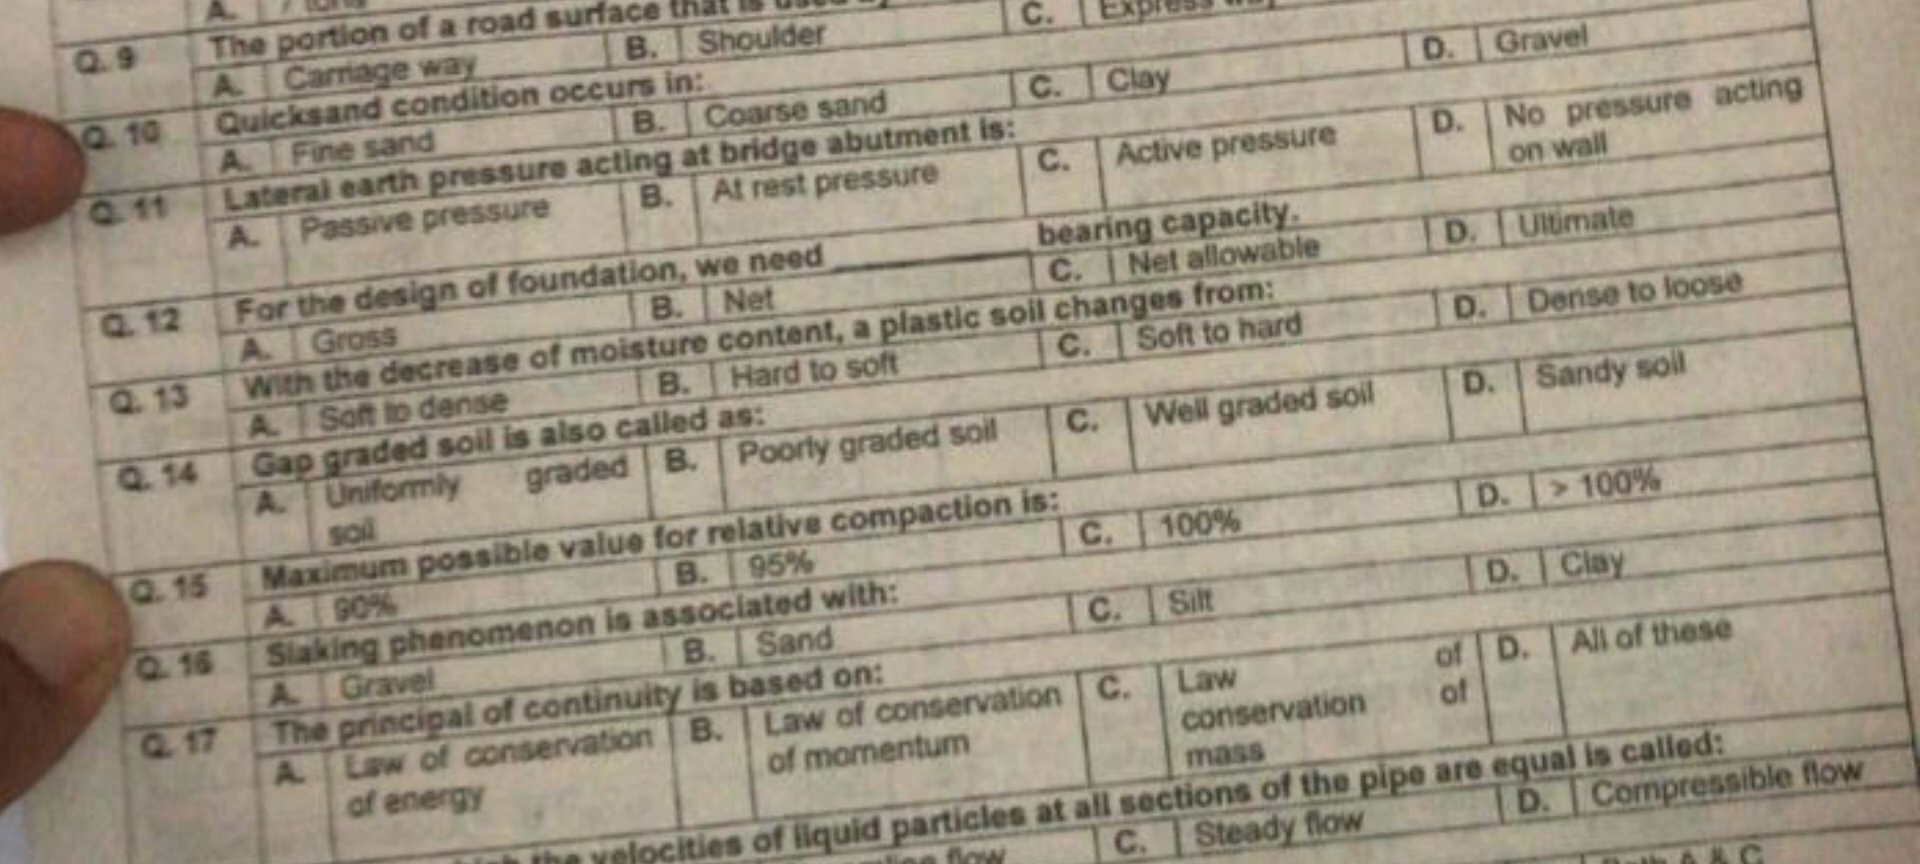 A. 7 tons
Q. 9 The portion of a road surface that is
A. Carriage way B. Shoulder C. Express
Q. 10 Quicksand condition occurs in:
A. Fine sand B. Coarse sand C. Clay D. Gravel
Q. 11 Lateral earth pressure acting at bridge abutment is:
A. Passive pressure B. At rest pressure C. Active pressure D. No pressure acting
on wall
Q. 12 For the design of foundation, we need __________ bearing capacity.
A. Gross B. Net C. Net allowable D. Ultimate
Q. 13 With the decrease of moisture content, a plastic soil changes from:
A. Soft to dense B. Hard to soft C. Soft to hard D. Dense to loose
Q. 14 Gap graded soil is also called as:
A. Uniformly graded B. Poorly graded soil C. Well graded soil D. Sandy soil
soil
Q. 15 Maximum possible value for relative compaction is:
A. 90% B. 95% C. 100% D. > 100%
Q. 16 Slaking phenomenon is associated with:
A. Gravel B. Sand C. Silt D. Clay
Q. 17 The principal of continuity is based on:
A. Law of conservation B. Law of conservation C. Law of D. All of these
of energy of momentum conservation of
mass
the velocities of liquid particles at all sections of the pipe are equal is called:
flow C. Steady flow D. Compressible flow
A & C